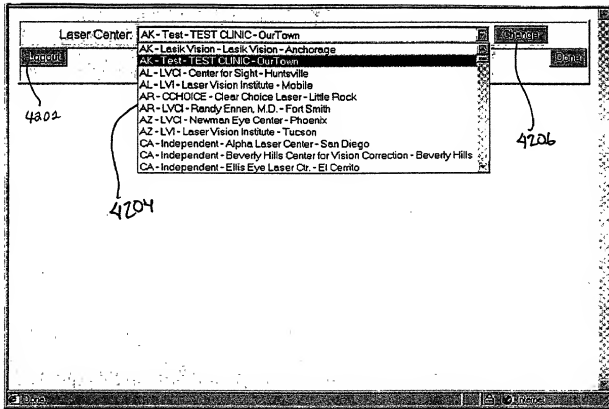 Laser Center: AK - Test - TEST CLINIC - OurTown Change
Logout Done
AK - Lasik Vision - Lasik Vision - Anchorage
AK - Test - TEST CLINIC - OurTown
AL - LVCI - Center for Sight - Huntsville
AL - LVI - Laser Vision Institute - Mobile
AR - CCHOICE - Clear Choice Laser - Little Rock
AR - LVCI - Randy Ennen, M.D. - Fort Smith
AZ - LVCI - Newman Eye Center - Phoenix
AZ - LVI - Laser Vision Institute - Tucson
CA - Independent - Alpha Laser Center - San Diego
CA - Independent - Beverly Hills Center for Vision Correction - Beverly Hills
CA - Independent - Ellis Eye Laser Ctr. - El Cerrito
4202
4206
4204
Done Internet